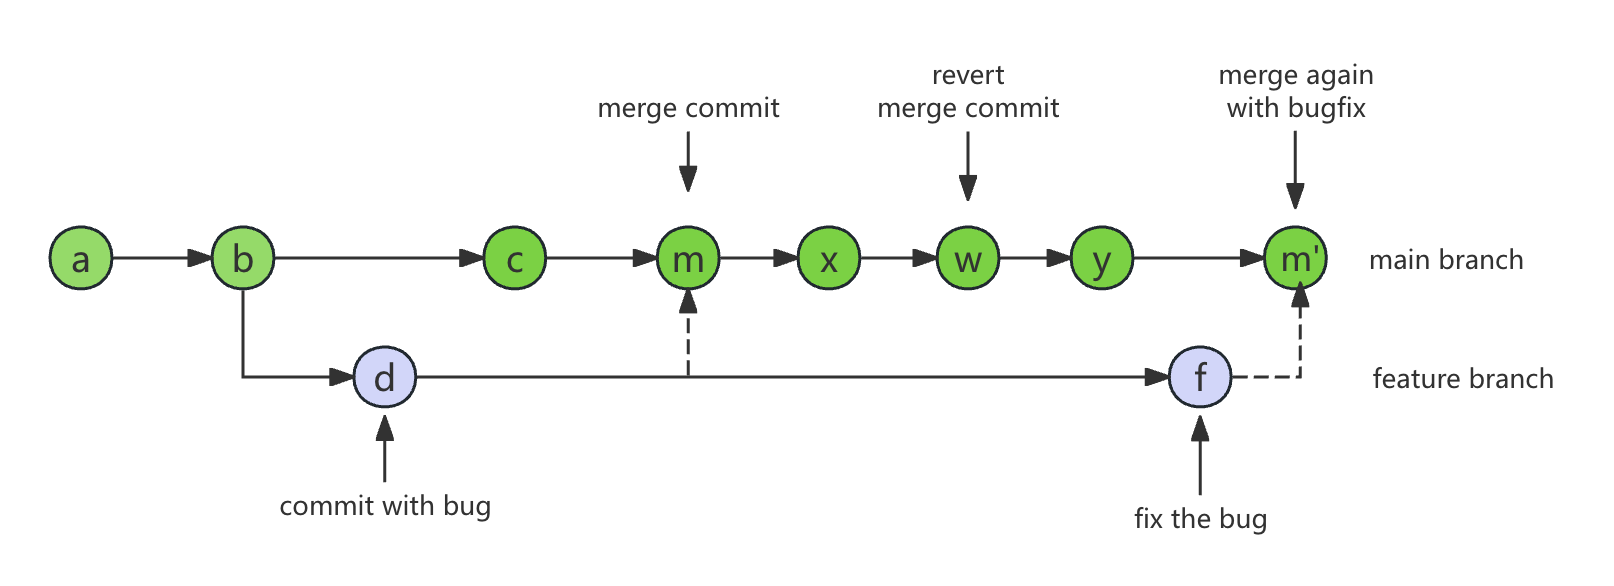 revert
merge commit
merge commit
merge again
with bugfix
a
b
c
m
x
w
y
m'
main branch
d
f
feature branch
commit with bug
fix the bug